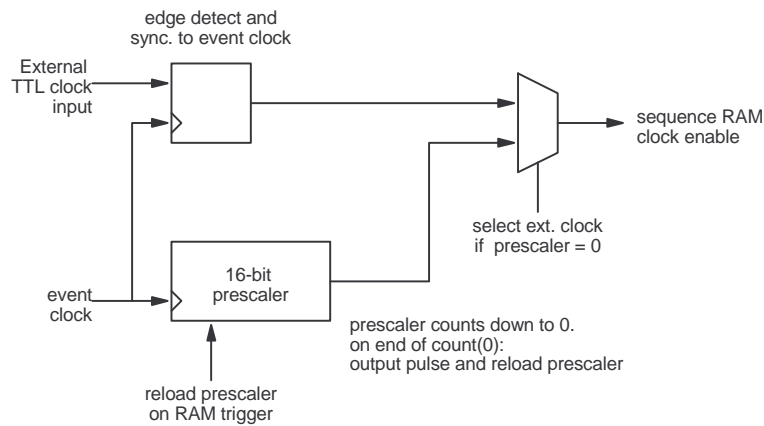 edge detect and
sync. to event clock
External
TTL clock
input
sequence RAM
clock enable
select ext. clock
if prescaler = 0
16-bit
prescaler
event
clock
prescaler counts down to 0.
on end of count(0):
output pulse and reload prescaler
reload prescaler
on RAM trigger